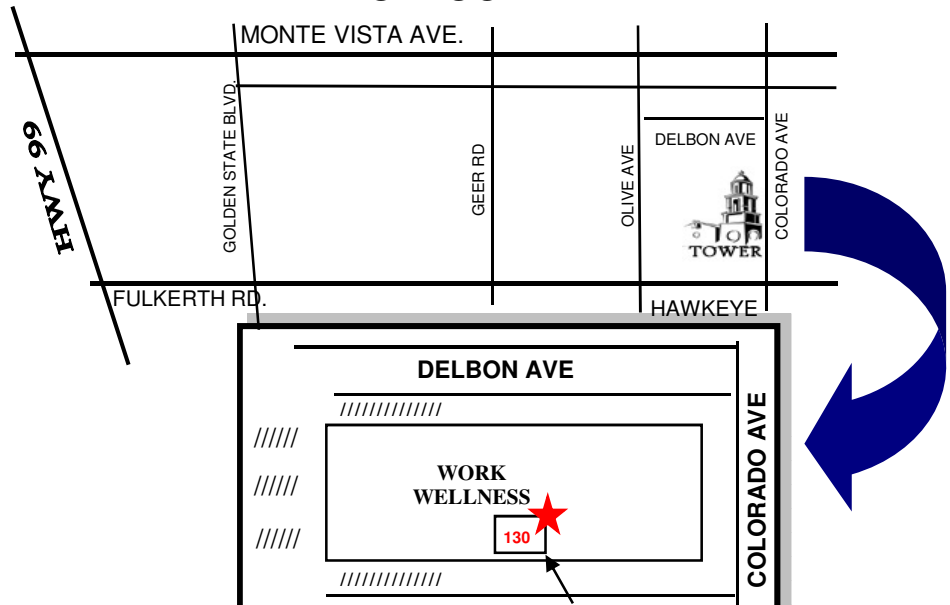 MONTE VISTA AVE.
HWY 99
GOLDEN STATE BLVD.
GEER RD
OLIVE AVE
DELBON AVE
COLORADO AVE
TOWER
FULKERTH RD.
HAWKEYE
DELBON AVE
//////////////
//////
//////
//////
WORK
WELLNESS
130
//////////////
COLORADO AVE